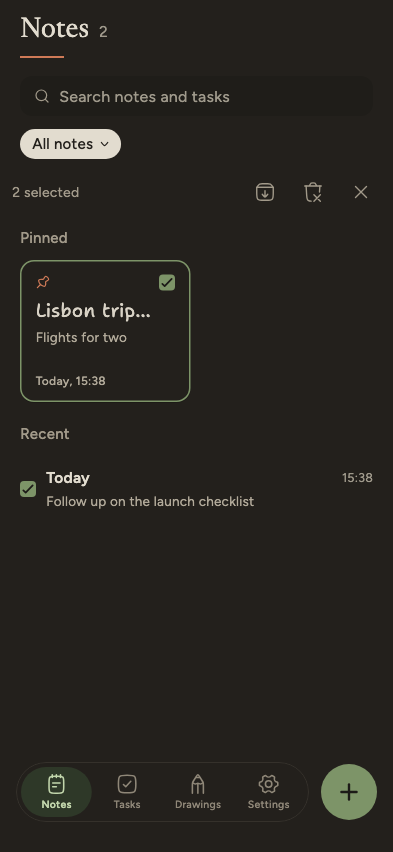 Notes 2
Search notes and tasks
All notes
2 selected
Pinned
Lisbon trip...
Flights for two
Today, 15:38
Recent
Today 15:38
Follow up on the launch checklist
Notes Tasks Drawings Settings